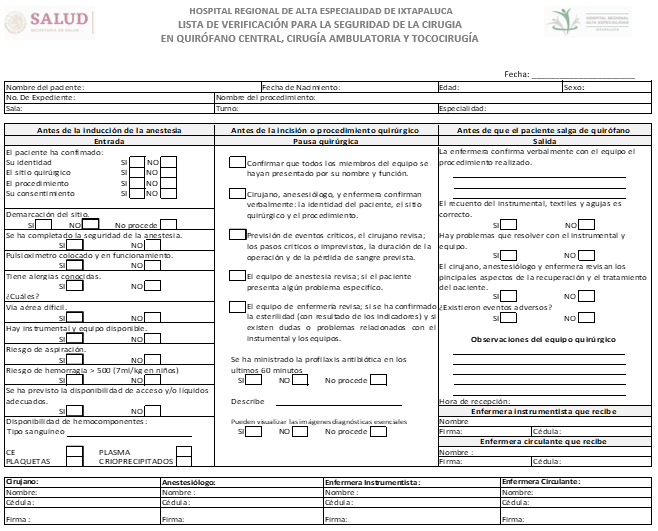 SALUD
SECRETARÍA DE SALUD
HOSPITAL REGIONAL DE ALTA ESPECIALIDAD DE IXTAPALUCA
LISTA DE VERIFICACIÓN PARA LA SEGURIDAD DE LA CIRUGIA
EN QUIRÓFANO CENTRAL, CIRUGÍA AMBULATORIA Y TOCOCIRUGÍA
HOSPITAL REGIONAL
ALTA ESPECIALIDAD
IXTAPALUCA
Fecha:
Nombre del paciente: Fecha de Nacimiento: Edad: Sexo:
No. De Expediente: Nombre del procedimiento:
Sala: Turno: Especialidad:
Antes de la inducción de la anestesia
Entrada
El paciente ha confirmado:
Su identidad SI NO
El sitio quirúrgico SI NO
El procedimiento SI NO
Su consentimiento SI NO
Demarcación del sitio.
SI NO No procede
Se ha completado la seguridad de la anestesia.
SI NO
Pulsioximetro colocado y en funcionamiento.
SI NO
Tiene alergias conocidas.
SI NO
¿Cuáles?
Vía aérea difícil.
SI NO
Hay instrumental y equipo disponible.
SI NO
Riesgo de aspiración.
SI NO
Riesgo de hemorragia > 500 (7ml/kg en niños)
SI NO
Se ha previsto la disponibilidad de acceso y/o líquidos
adecuados.
SI NO
Disponibilidad de hemocomponentes:
Tipo sanguíneo
CE PLASMA
PLAQUETAS CRIOPRECIPITADOS
Antes de la incisión o procedimiento quirúrgico
Pausa quirúrgica
Confirmar que todos los miembros del equipo se
hayan presentado por su nombre y función.
Cirujano, anesesiólogo, y enfermera confirman
verbalmente: la identidad del paciente, el sitio
quirúrgico y el procedimiento.
Previsión de eventos críticos, el cirujano revisa;
los pasos críticos o imprevistos, la duración de la
operación y de la pérdida de sangre prevista.
El equipo de anestesia revisa; si el paciente
presenta algún problema específico.
El equipo de enfermería revisa; si se ha confirmado
la esterilidad (con resultado de los indicadores) y si
existen dudas o problemas relacionados con el
instumental y los equipos.
Se ha ministrado la profilaxis antibiótica en los
ultimos 60 minutos
SI NO No procede
Describe
Pueden visualizar las imágenes diagnósticas esenciales
SI NO No procede
Antes de que el paciente salga de quirófano
Salida
La enfermera confirma verbalmente con el equipo el
procedimiento realizado.
El recuento del instrumental, textiles y agujas es
correcto.
SI NO
Hay problemas que resolver con el instrumental y
equipo.
SI NO
El cirujano, anestesiólogo y enfermera revisan los
pincipales aspectos de la recuperación y el tratamiento
del paciente.
SI NO
¿Existieron eventos adversos?
SI NO
Observaciones del equipo quirúrgico
Hora de recepción:
Enfermera instrumentista que recibe
Nombre
Firma: Cédula:
Enfermera circulante que recibe
Nombre :
Firma: Cédula:
Cirujano: Anestesiólogo: Enfermera Instrumentista: Enfermera Circulante:
Nombre: Nombre : Nombre : Nombre:
Cédula: Cédula: Cédula: Cédula:
Firma: Firma : Firma: Firma :